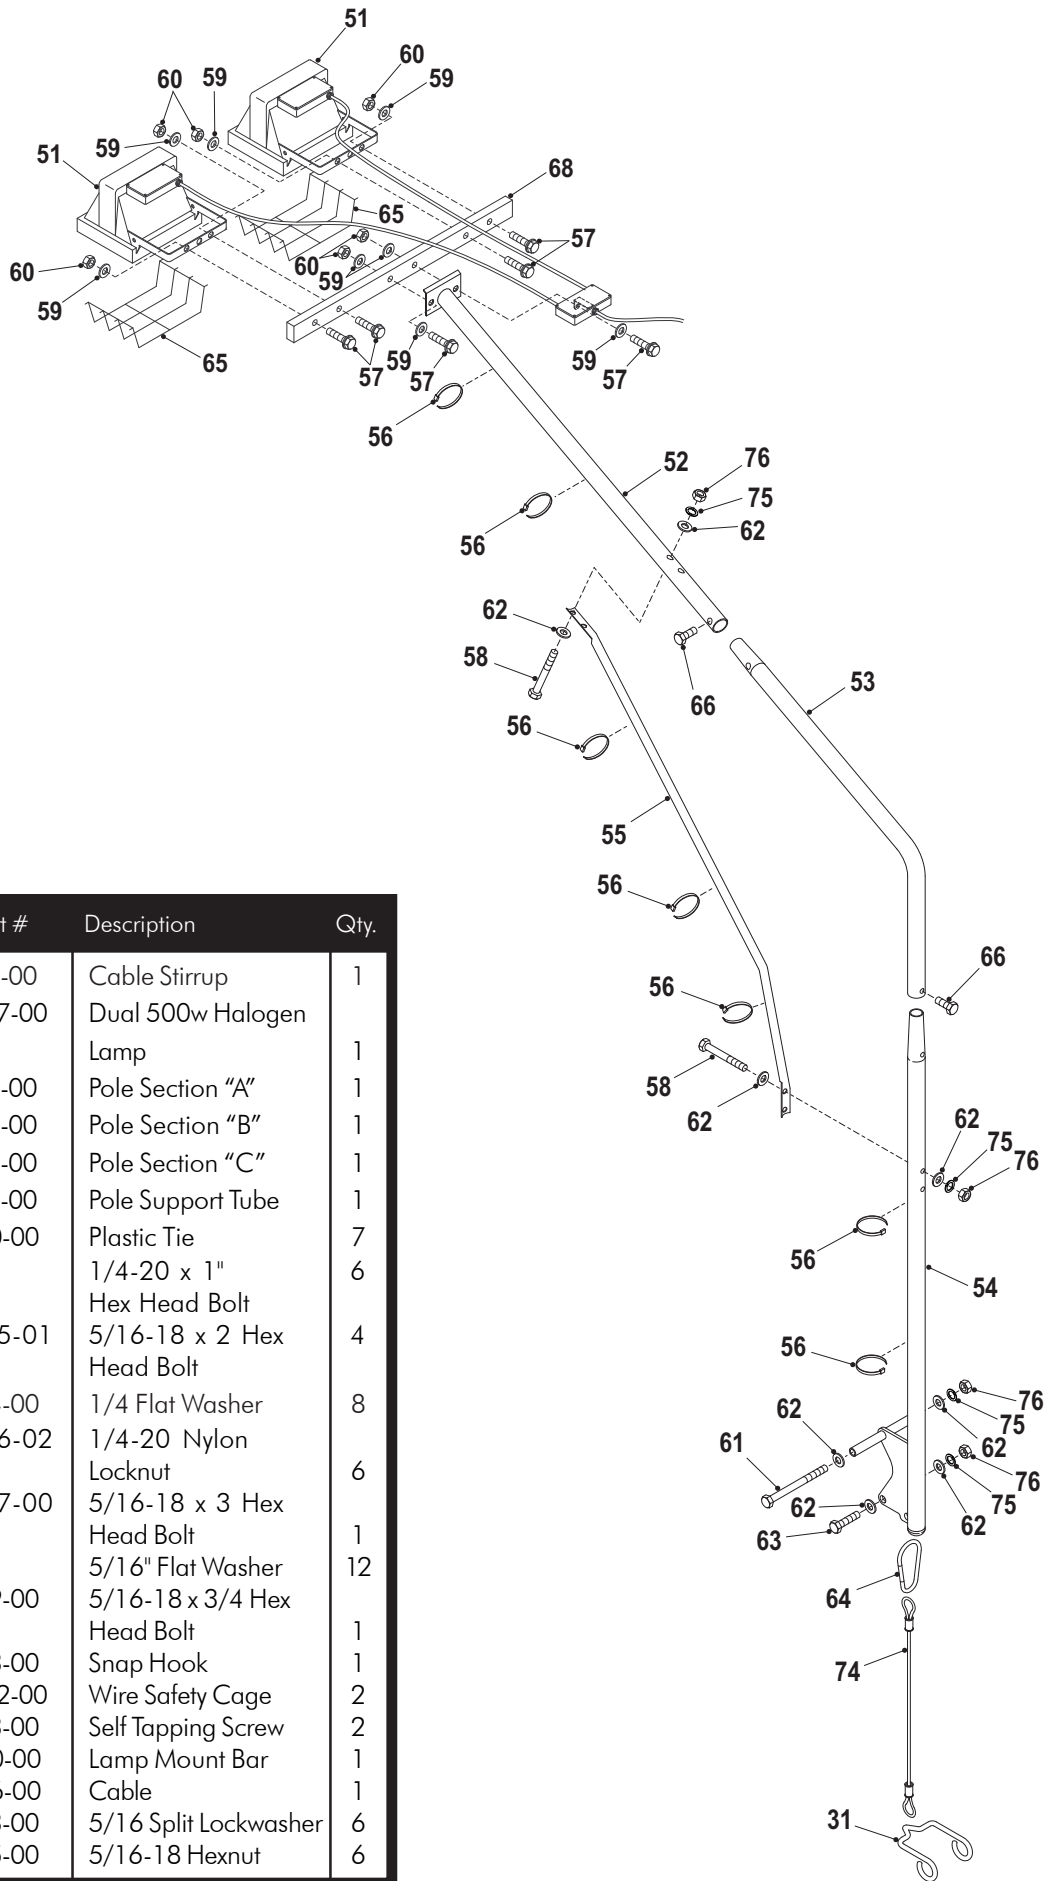 51
60
59
60
59
59
51
68
65
57
60
60
59
59
65
57
59
57
59
57
56
52
76
75
56
62
62
58
66
53
56
55
56
66
56
58
62
62
75
76
56
54
56
76
62
75
61
62
76
62
75
63
62
64
74
31
t # Description Qty.
-00 Cable Stirrup 1
7-00 Dual 500w Halogen
Lamp 1
-00 Pole Section “A” 1
-00 Pole Section “B” 1
-00 Pole Section “C” 1
-00 Pole Support Tube 1
0-00 Plastic Tie 7
1/4-20 x 1" 6
Hex Head Bolt
5-01 5/16-18 x 2 Hex 4
Head Bolt
-00 1/4 Flat Washer 8
6-02 1/4-20 Nylon
Locknut 6
7-00 5/16-18 x 3 Hex
Head Bolt 1
5/16" Flat Washer 12
-00 5/16-18 x 3/4 Hex
Head Bolt 1
-00 Snap Hook 1
2-00 Wire Safety Cage 2
-00 Self Tapping Screw 2
0-00 Lamp Mount Bar 1
-00 Cable 1
-00 5/16 Split Lockwasher 6
-00 5/16-18 Hexnut 6